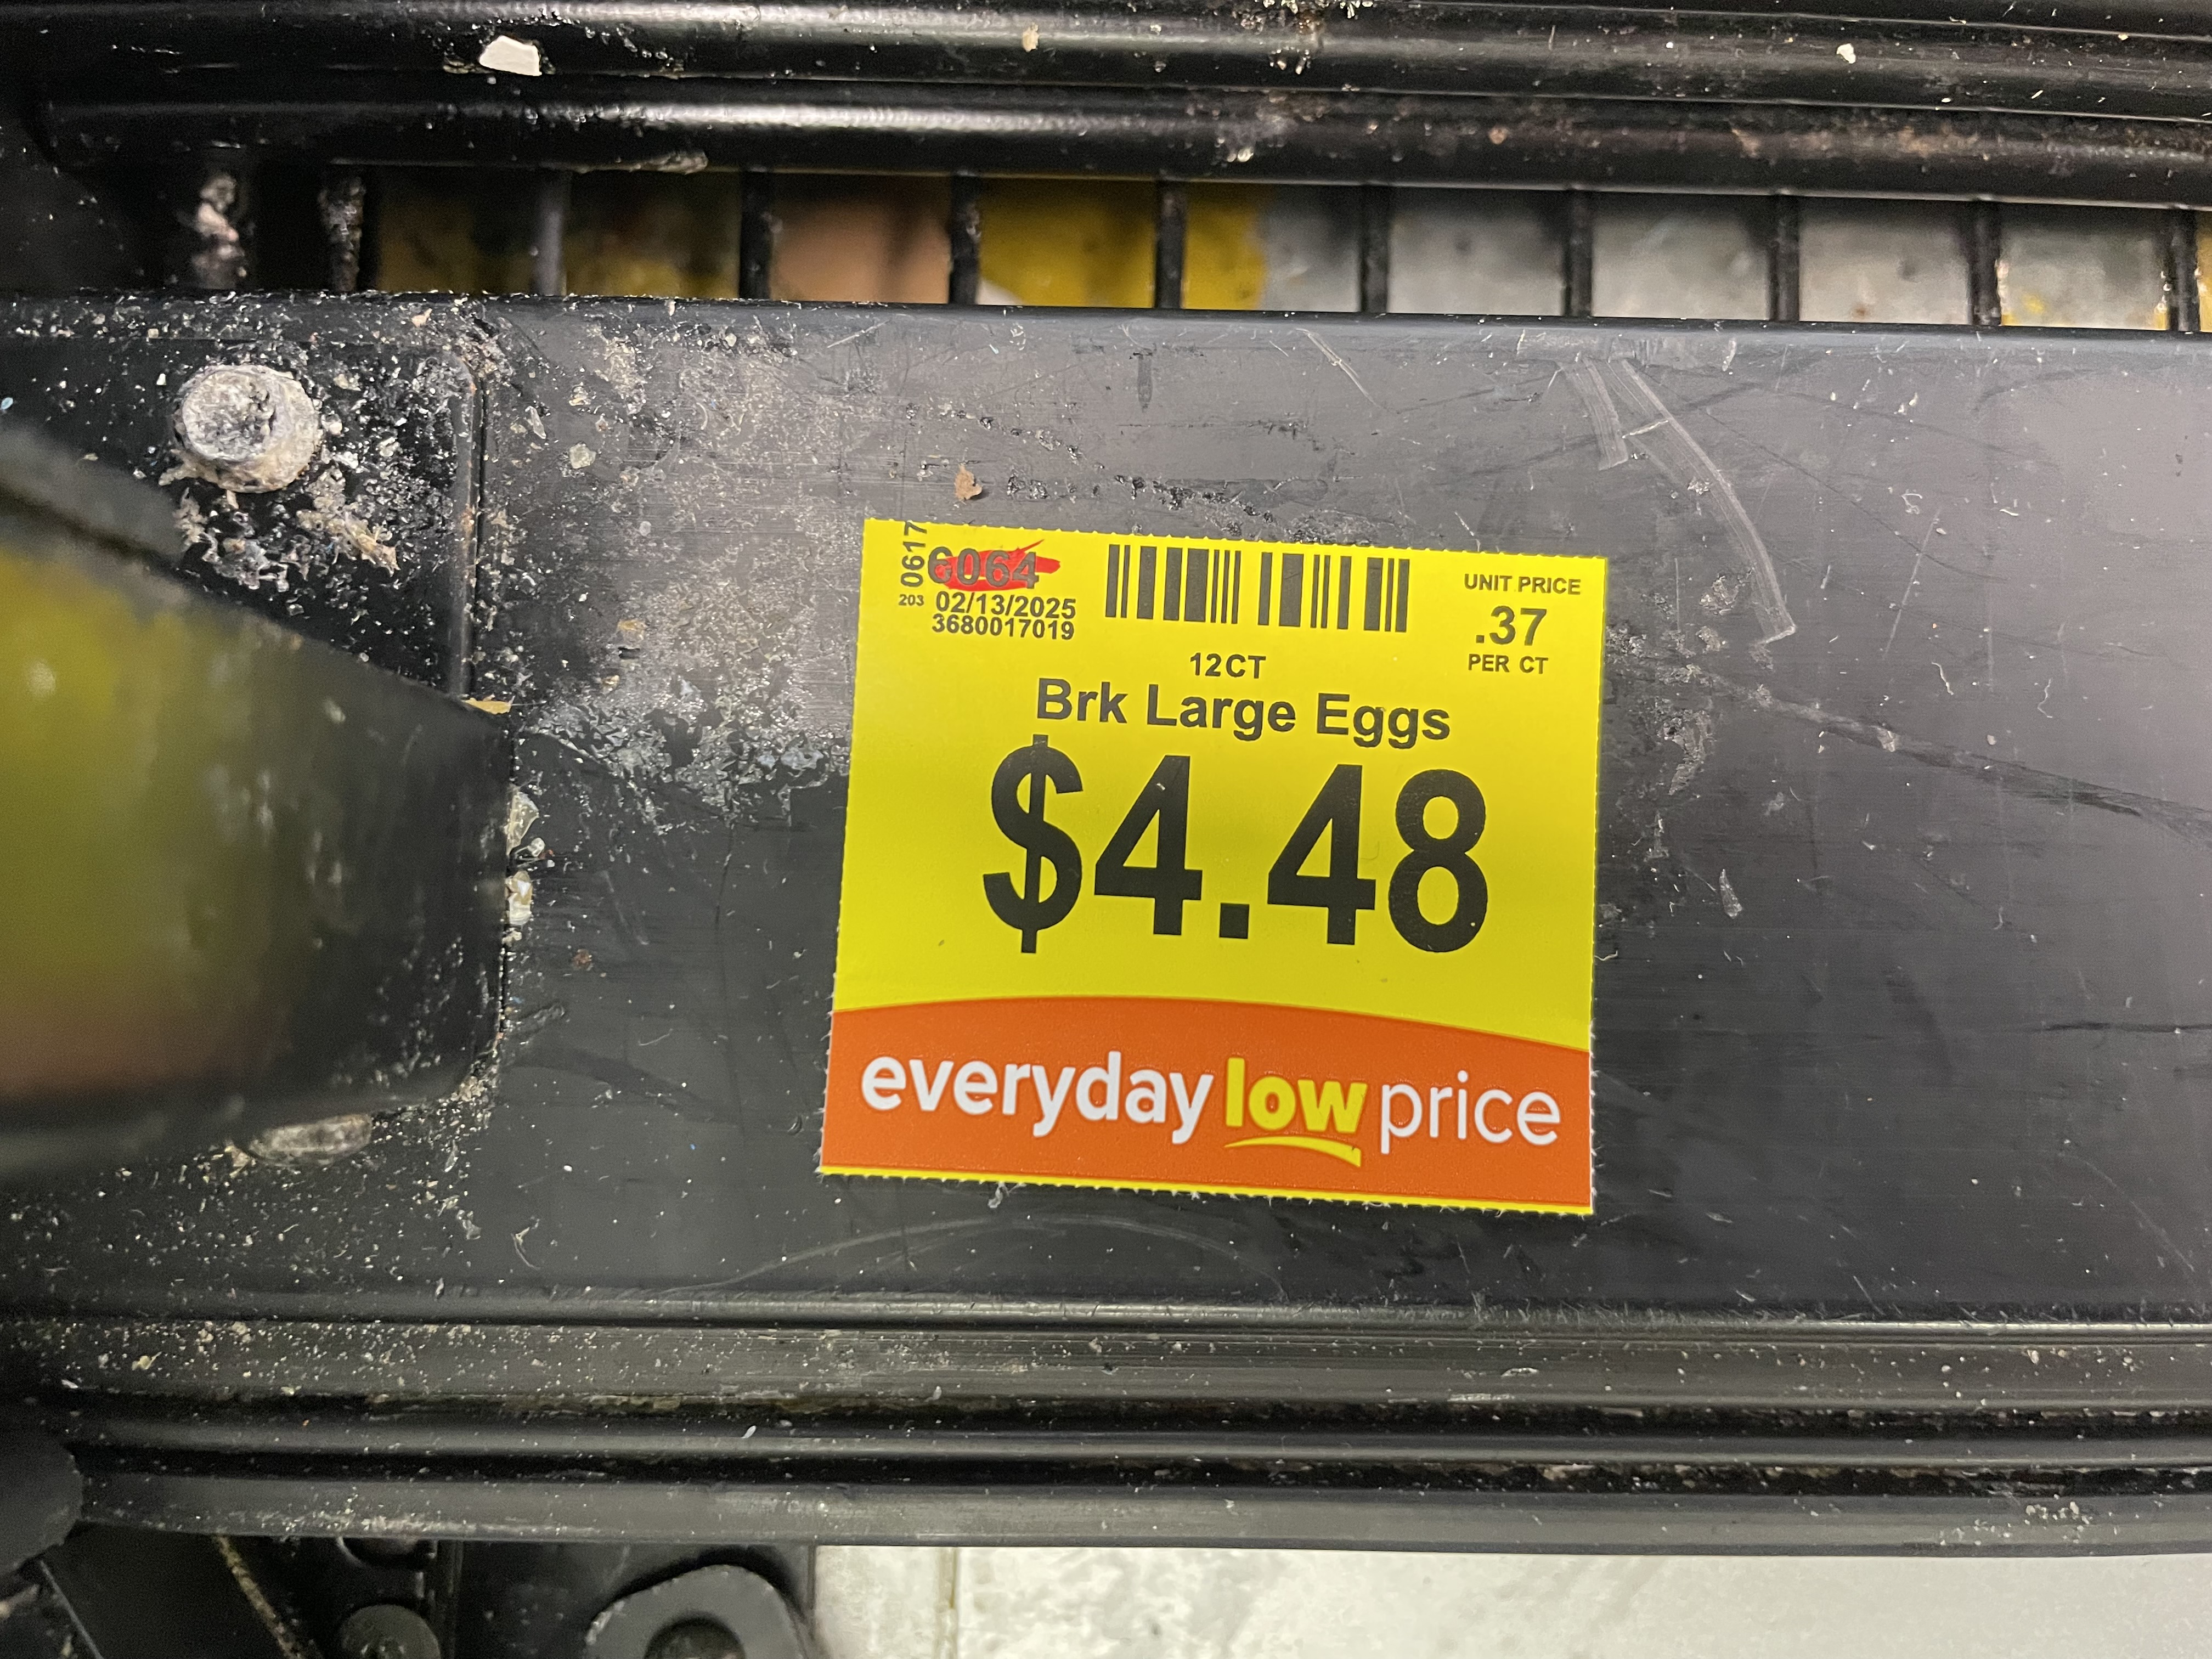 0617
6064
203 02/13/2025
3680017019
UNIT PRICE
.37
PER CT
12CT
Brk Large Eggs
$4.48
everyday low price